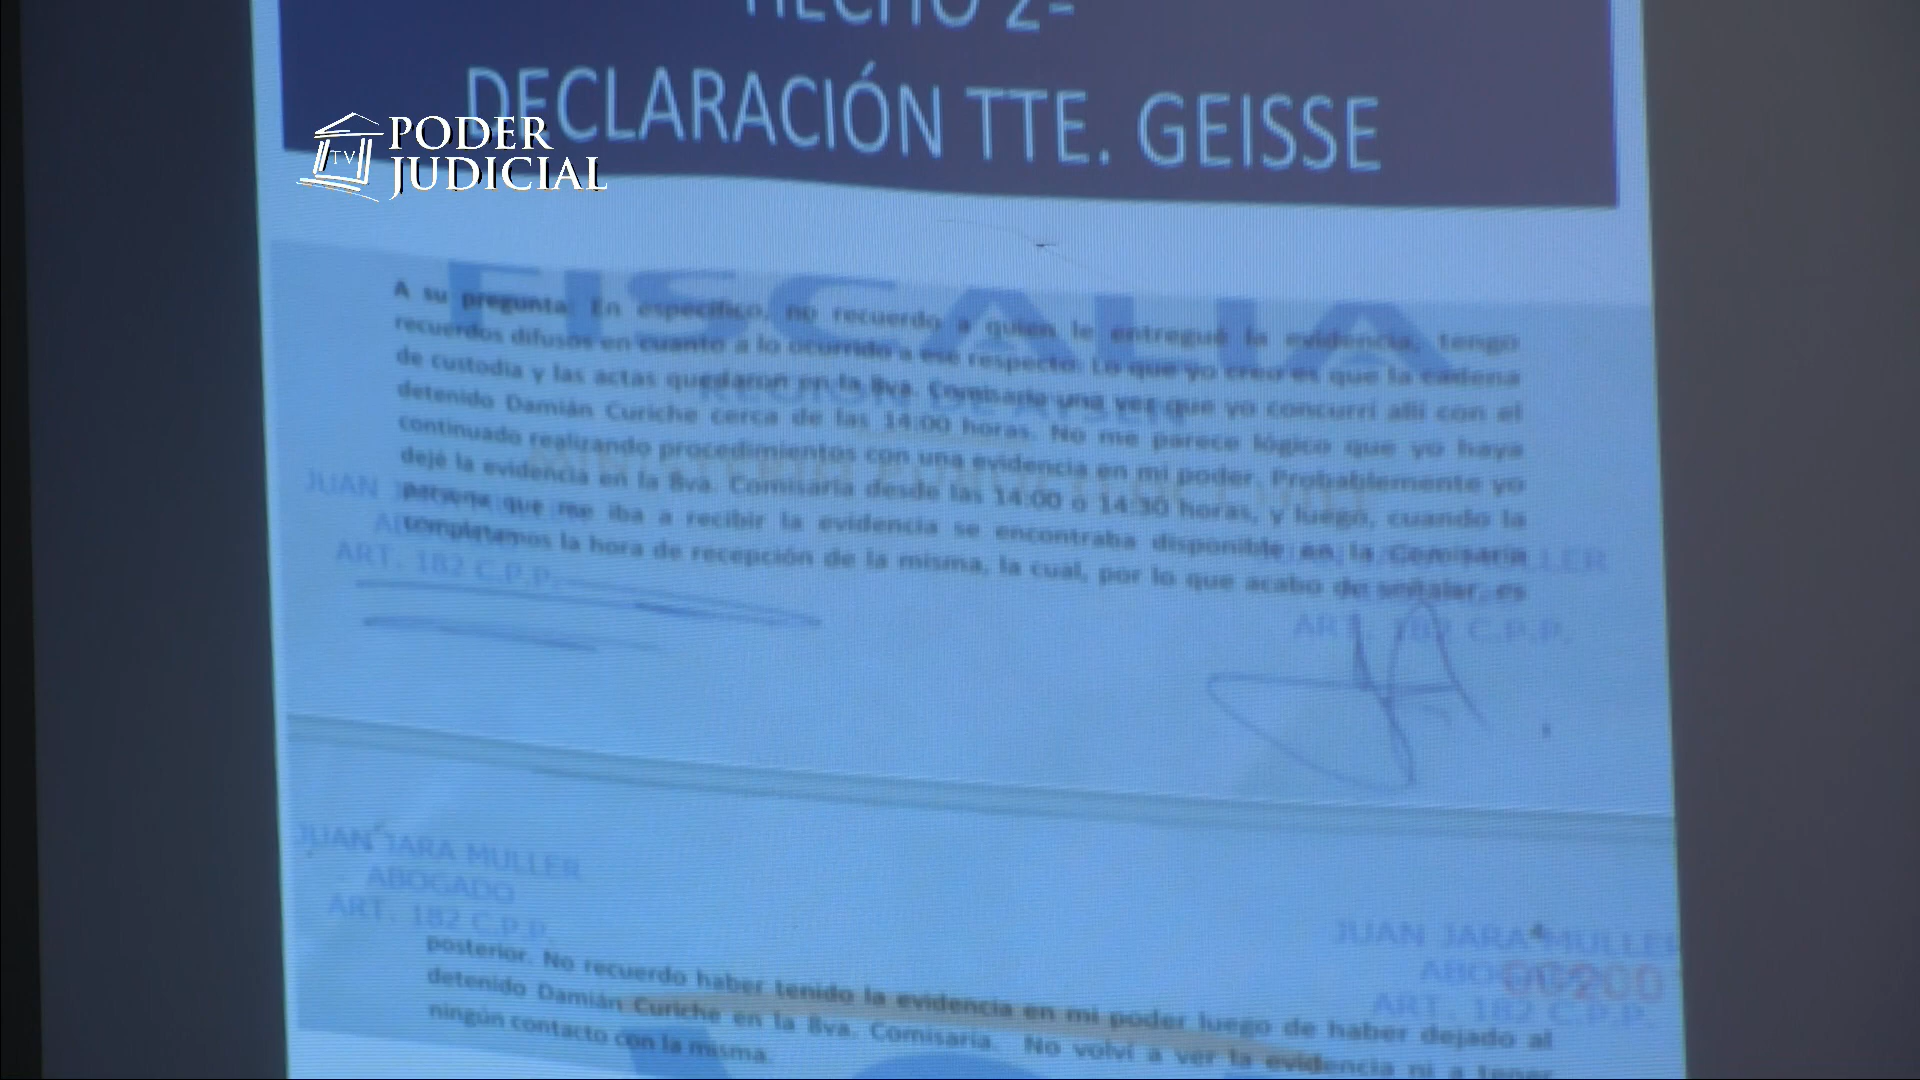 HECHO 2-
DECLARACIÓN TTE. GEISSE
PODER
JUDICIAL
TV
FISCALIA
A su pregunta: En específico, no recuerdo a quien le entregué la evidencia, tengo
recuerdos difusos en cuanto a lo ocurrido a ese respecto. Lo que yo creo es que la cadena
de custodia y las actas quedaron en la 8va. Comisaría una vez que yo concurrí allí con el
detenido Damián Curiche cerca de las 14:00 horas. No me parece lógico que yo haya
continuado realizando procedimientos con una evidencia en mi poder. Probablemente yo
dejé la evidencia en la 8va. Comisaría desde las 14:00 o 14:30 horas, y luego, cuando la
persona que me iba a recibir la evidencia se encontraba disponible en la Comisaría
completamos la hora de recepción de la misma, la cual, por lo que acabo de señalar, es
JUAN
ART. 182 C.P.P.
MULLER
ART. 182 C.P.P.
JUAN JARA MULLER
ABOGADO
ART. 182 C.P.P.
JUAN JARA MULLER
ABOGADO
ART. 182 C.P.P.
posterior. No recuerdo haber tenido la evidencia en mi poder luego de haber dejado al
detenido Damián Curiche en la 8va. Comisaría. No volví a ver la evidencia ni a tener
ningún contacto con la misma.